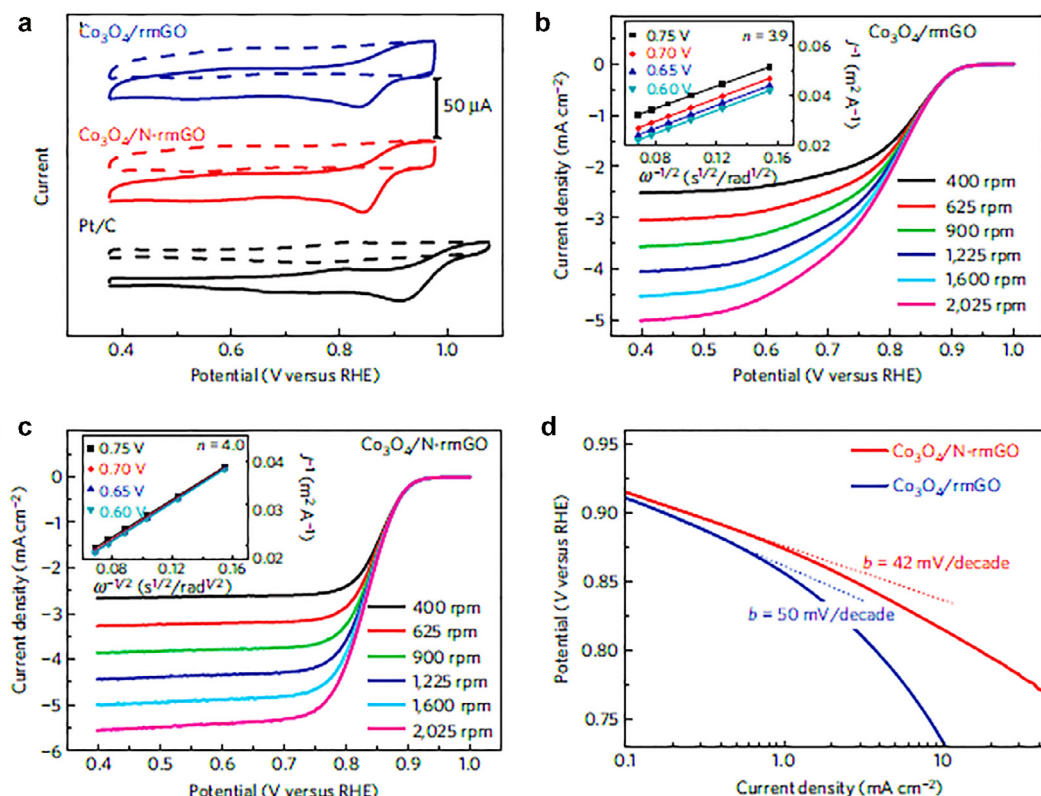 a
Co₃O₄/rmGO
50 μA
Co₃O₄/N-rmGO
Pt/C
Current
0.4 0.6 0.8 1.0
Potential (V versus RHE)
b
Co₃O₄/rmGO
0.75 V
0.70 V
0.65 V
0.60 V
n = 3.9
0.06
0.04
0.02
J⁻¹ (m² A⁻¹)
0.08 0.12 0.16
ω⁻¹/² (s¹/²/rad¹/²)
0
−1
−2
−3
−4
−5
Current density (mA cm⁻²)
400 rpm
625 rpm
900 rpm
1,225 rpm
1,600 rpm
2,025 rpm
0.4 0.5 0.6 0.7 0.8 0.9 1.0
Potential (V versus RHE)
c
Co₃O₄/N-rmGO
0.75 V
0.70 V
0.65 V
0.60 V
n = 4.0
0.04
0.03
0.02
J⁻¹ (m² A⁻¹)
0.08 0.12 0.16
ω⁻¹/² (s¹/²/rad¹/²)
0
−1
−2
−3
−4
−5
−6
Current density (mA cm⁻²)
400 rpm
625 rpm
900 rpm
1,225 rpm
1,600 rpm
2,025 rpm
0.4 0.5 0.6 0.7 0.8 0.9 1.0
Potential (V versus RHE)
d
Co₃O₄/N-rmGO
Co₃O₄/rmGO
0.95
0.90
0.85
0.80
0.75
Potential (V versus RHE)
b = 42 mV/decade
b = 50 mV/decade
0.1 1.0 10
Current density (mA cm⁻²)